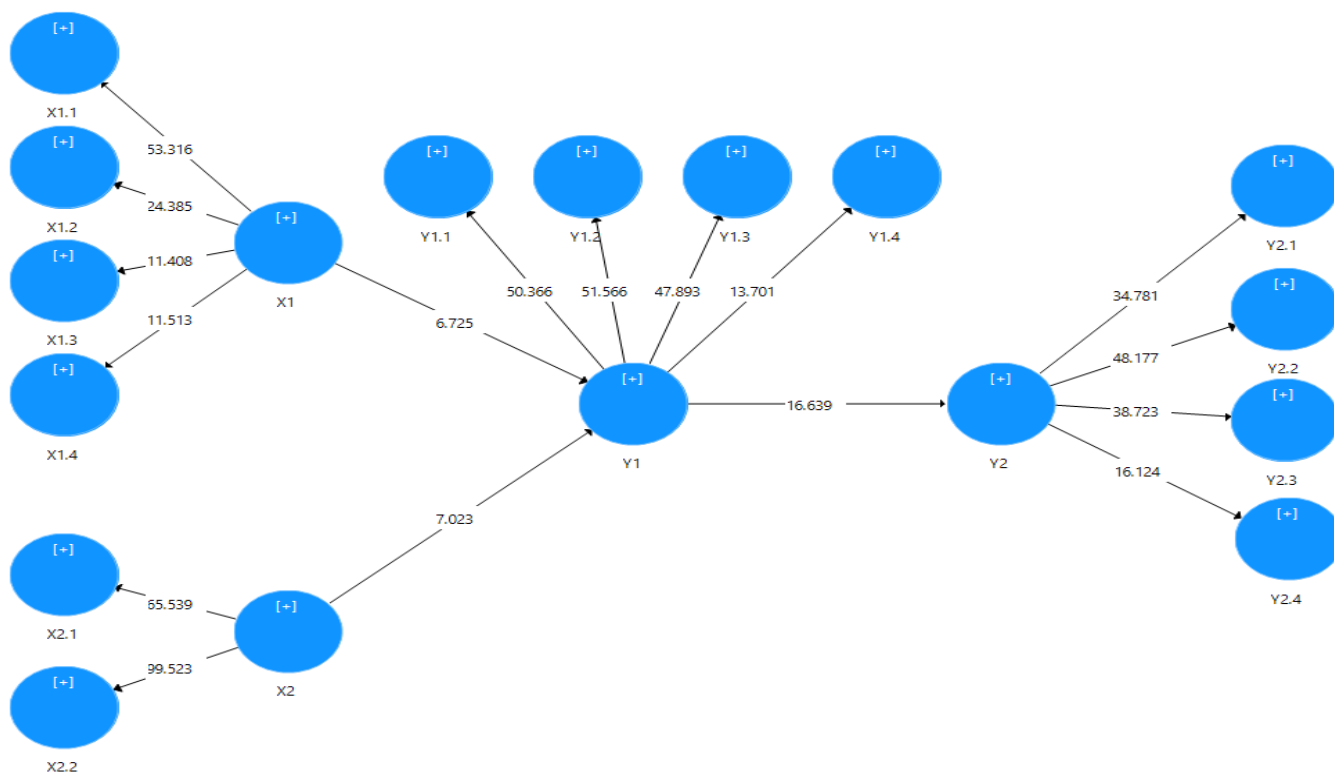 [+]
X1.1
[+]
X1.2
[+]
X1.3
[+]
X1.4
53.316
24.385
11.408
11.513
[+]
X1
6.725
[+]
Y1.1
[+]
Y1.2
[+]
Y1.3
[+]
Y1.4
50.366
51.566
47.893
13.701
[+]
Y1
16.639
[+]
Y2
34.781
48.177
38.723
16.124
[+]
Y2.1
[+]
Y2.2
[+]
Y2.3
[+]
Y2.4
7.023
[+]
X2.1
[+]
X2.2
65.539
99.523
[+]
X2